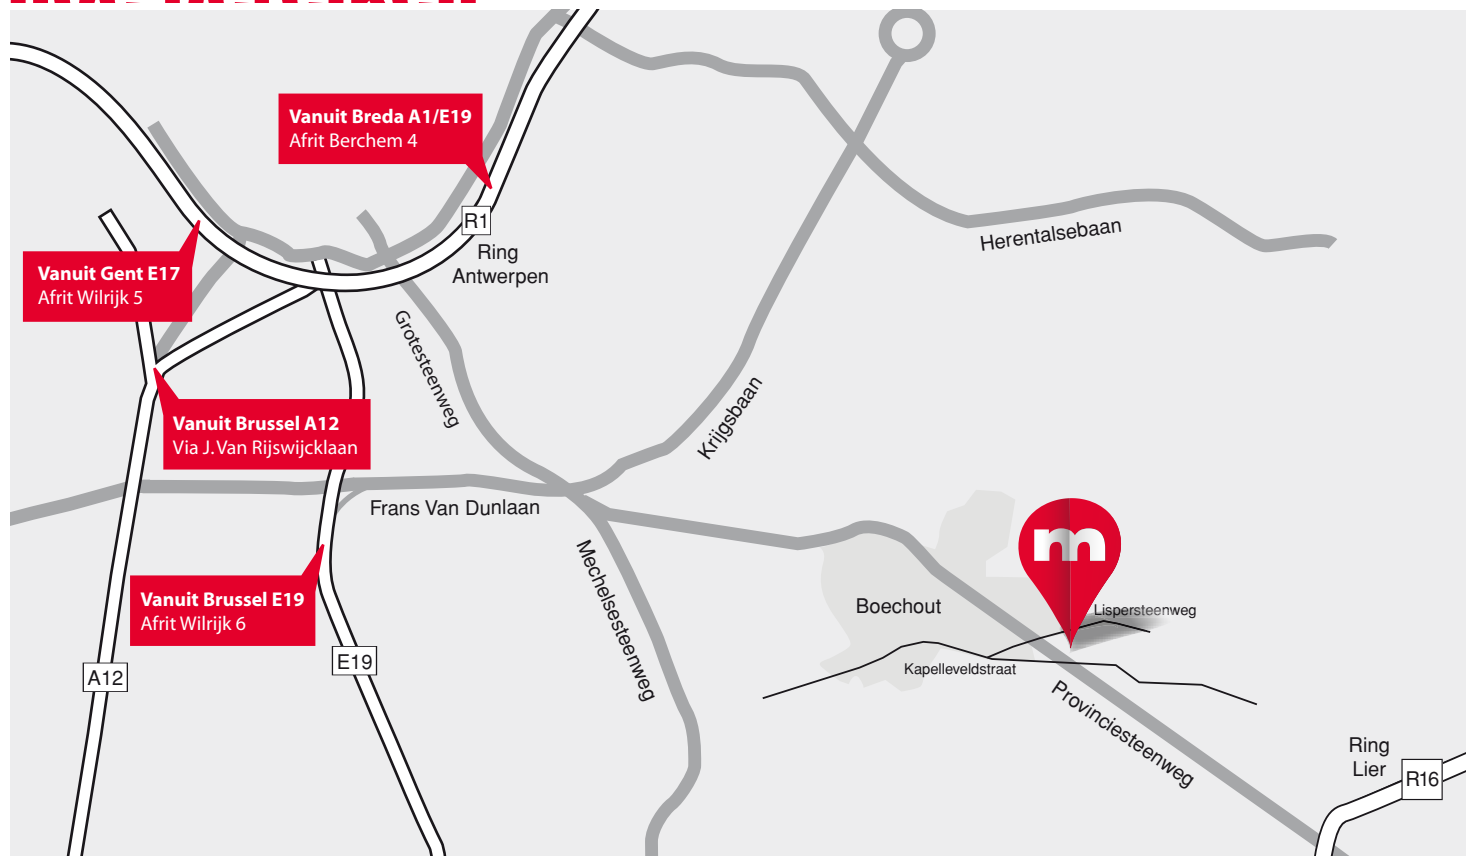 Vanuit Breda A1/E19
Afrit Berchem 4
R1
Ring
Antwerpen
Herentalsebaan
Vanuit Gent E17
Afrit Wilrijk 5
Grotesteenweg
Krijgsbaan
Vanuit Brussel A12
Via J. Van Rijswijcklaan
Frans Van Dunlaan
m
Mechelsesteenweg
Vanuit Brussel E19
Afrit Wilrijk 6
Boechout
Lispersteenweg
E19
A12
Kapelleveldstraat
Provinciesteenweg
Ring
Lier
R16